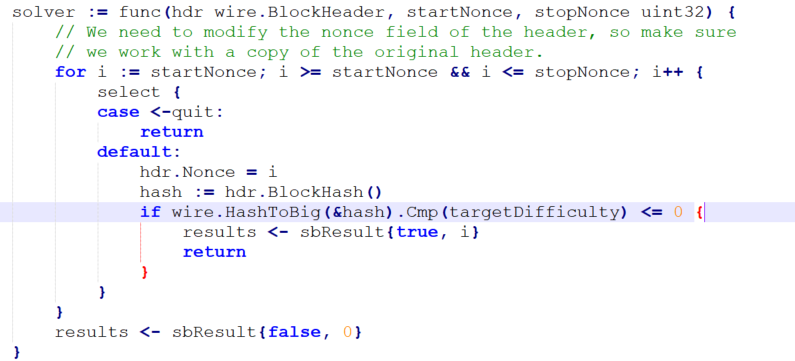 solver := func(hdr wire.BlockHeader, startNonce, stopNonce uint32) {
    // We need to modify the nonce field of the header, so make sure
    // we work with a copy of the original header.
    for i := startNonce; i >= startNonce && i <= stopNonce; i++ {
        select {
        case <-quit:
            return
        default:
            hdr.Nonce = i
            hash := hdr.BlockHash()
            if wire.HashToBig(&hash).Cmp(targetDifficulty) <= 0 {
                results <- sbResult{true, i}
                return
            }
        }
    }
    results <- sbResult{false, 0}
}